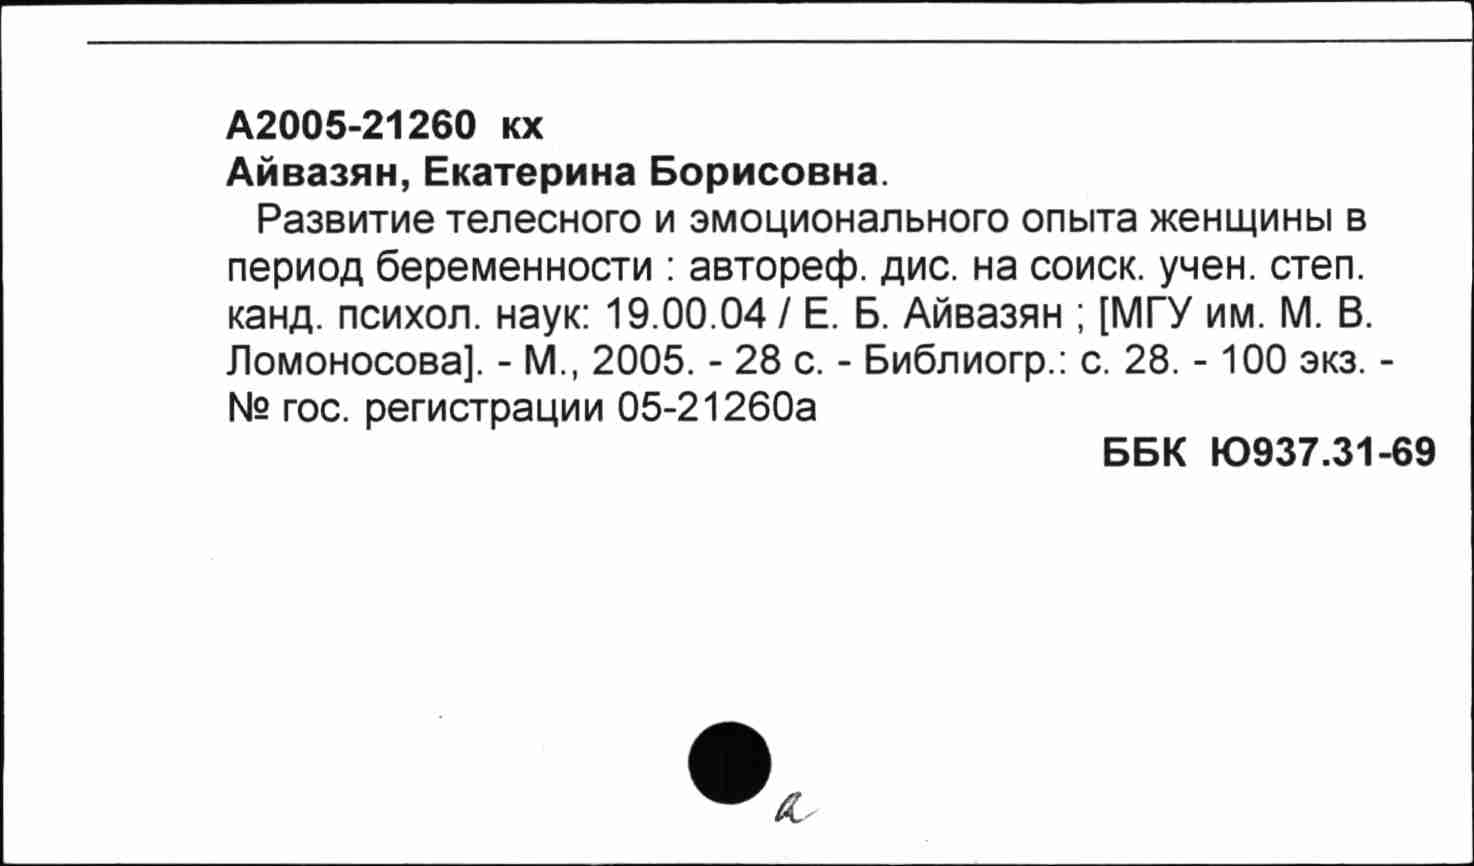 А2005-21260 кх
Айвазян, Екатерина Борисовна.
Развитие телесного и эмоционального опыта женщины в
период беременности : автореф. дис. на соиск. учен. степ.
канд. психол. наук: 19.00.04 / Е. Б. Айвазян ; [МГУ им. М. В.
Ломоносова]. - М., 2005. - 28 с. - Библиогр.: с. 28. - 100 экз. -
№ гос. регистрации 05-21260а
ББК Ю937.31-69
а